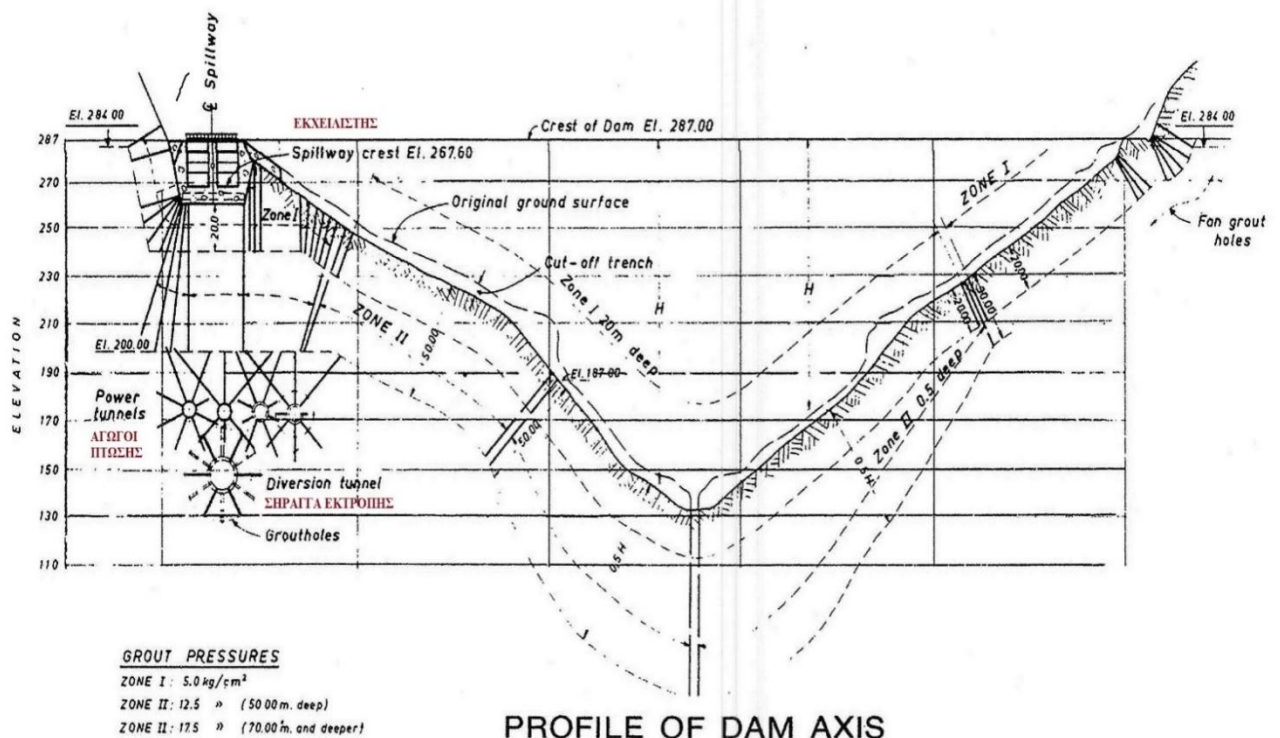 ℄ Spillway
El. 284.00
ΕΚΧΕΙΛΙΣΤΗΣ
Crest of Dam El. 287.00
El. 284.00
Spillway crest El. 267.60
287
270
250
230
210
190
170
150
130
110
ELEVATION
Zone I
20.0
Original ground surface
ZONE I
Fan grout
holes
Cut-off trench
Zone I 20m deep
H
H
ZONE II
50.00
20.00
20.00
90.00
El. 200.00
El. 187.00
50.00
Zone II 0.5 deep
0.5H
0.5 H
Power
tunnels
ΑΓΩΓΟΙ
ΠΤΩΣΗΣ
Diversion tunnel
ΣΗΡΑΓΓΑ ΕΚΤΡΟΠΗΣ
Groutholes
GROUT PRESSURES
ZONE I: 5.0 kg/cm²
ZONE II: 12.5 » (50.00 m. deep)
ZONE II: 17.5 » (70.00 m. and deeper)
PROFILE OF DAM AXIS